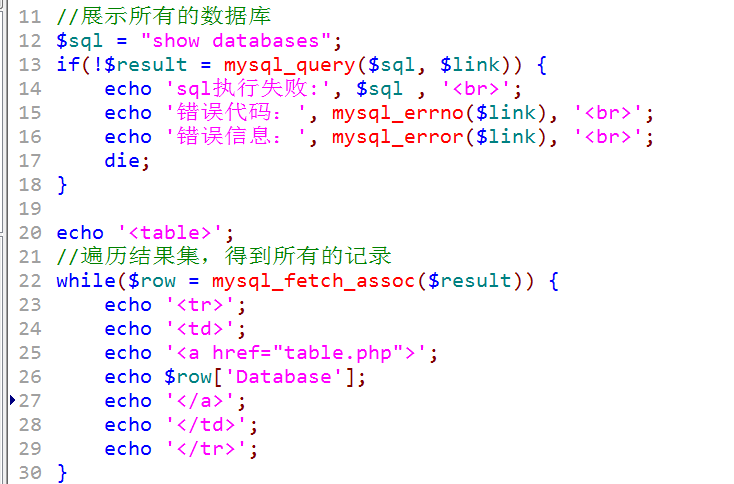 11 //展示所有的数据库
12 $sql = "show databases";
13 if(!$result = mysql_query($sql, $link)) {
14     echo 'sql执行失败:', $sql , '<br>';
15     echo '错误代码：', mysql_errno($link), '<br>';
16     echo '错误信息：', mysql_error($link), '<br>';
17     die;
18 }
19
20 echo '<table>';
21 //遍历结果集，得到所有的记录
22 while($row = mysql_fetch_assoc($result)) {
23     echo '<tr>';
24     echo '<td>';
25     echo '<a href="table.php">';
26     echo $row['Database'];
27     echo '</a>';
28     echo '</td>';
29     echo '</tr>';
30 }